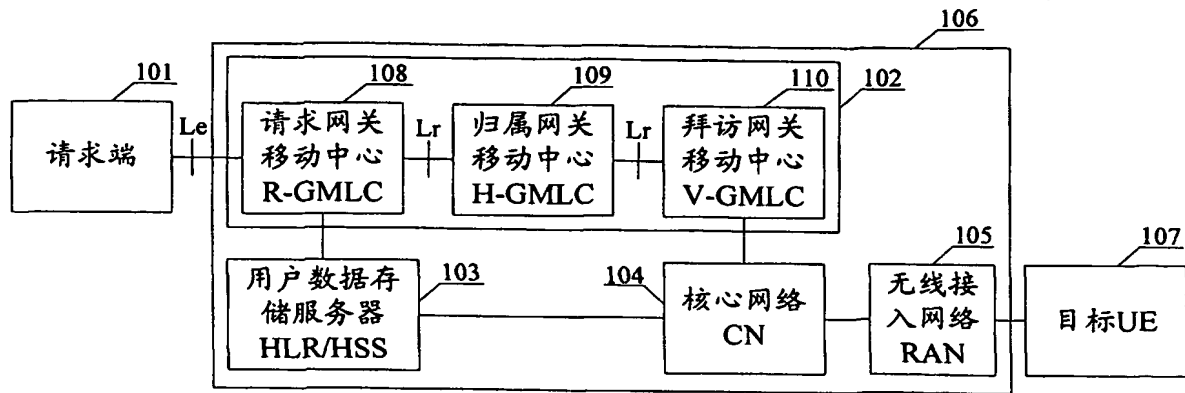 106
101
108
109
110
102
请求端
Le
请求网关
移动中心
R-GMLC
Lr
归属网关
移动中心
H-GMLC
Lr
拜访网关
移动中心
V-GMLC
103
104
105
107
用户数据存
储服务器
HLR/HSS
核心网络
CN
无线接
入网络
RAN
目标UE